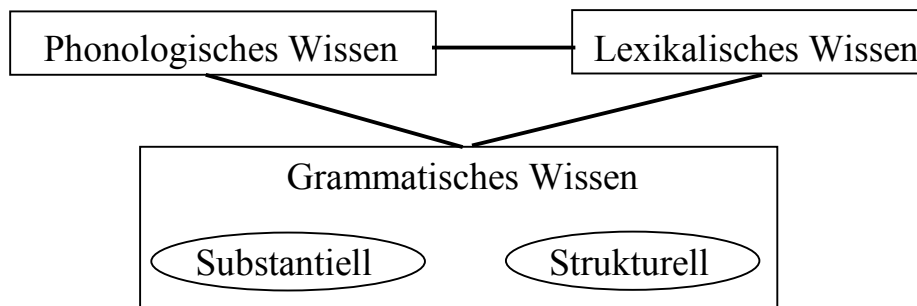 Phonologisches Wissen
Lexikalisches Wissen
Grammatisches Wissen
Substantiell
Strukturell